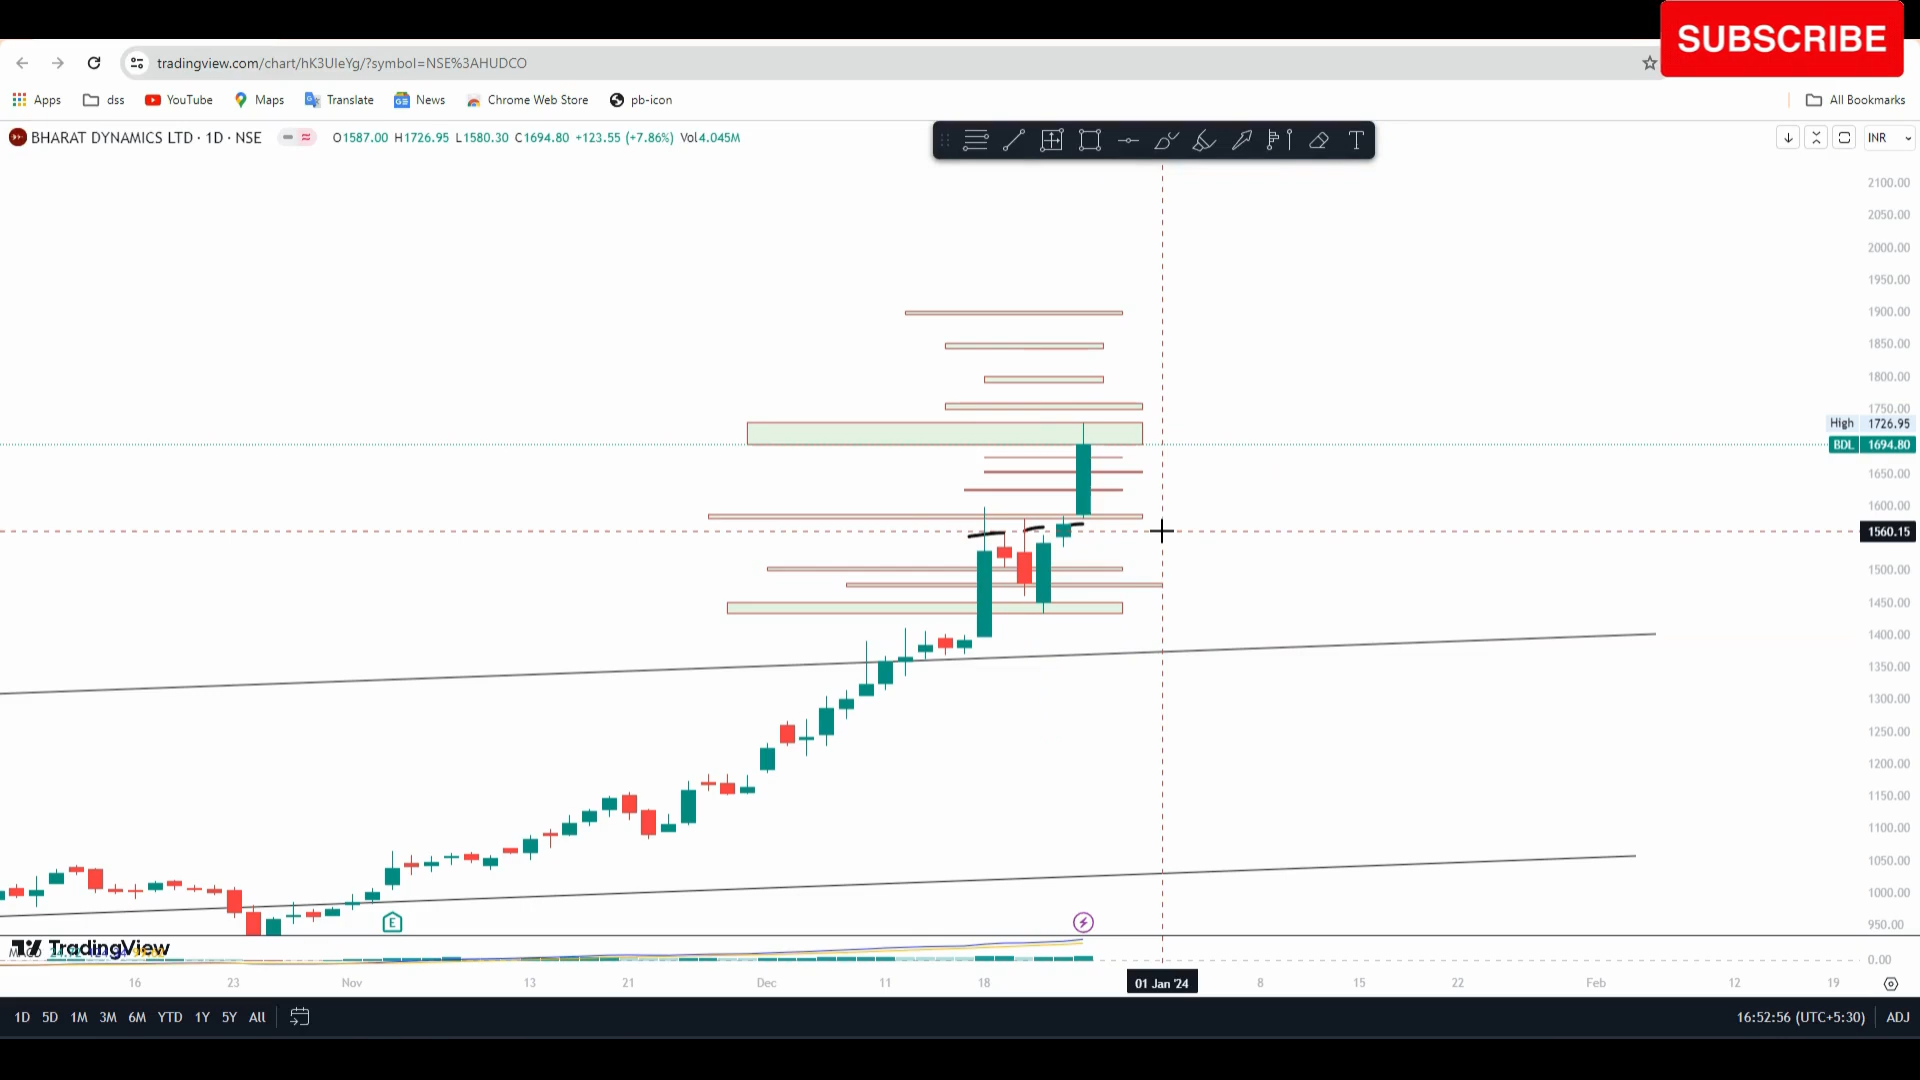 SUBSCRIBE
tradingview.com/chart/hK3UIeYg/?symbol=NSE%3AHUDCO
Apps dss YouTube Maps Translate News Chrome Web Store pb-icon All Bookmarks
BHARAT DYNAMICS LTD · 1D · NSE O1587.00 H1726.95 L1580.30 C1694.80 +123.55 (+7.86%) Vol4.045M INR
2100.00
2050.00
2000.00
1950.00
1900.00
1850.00
1800.00
1750.00
High 1726.95
BDL 1694.80
1650.00
1600.00
1560.15
1500.00
1450.00
1400.00
1350.00
1300.00
1250.00
1200.00
1150.00
1100.00
1050.00
1000.00
950.00
E
TradingView
0.00
16 23 Nov 13 21 Dec 11 18 01 Jan '24 8 15 22 Feb 12 19
1D 5D 1M 3M 6M YTD 1Y 5Y All 16:52:56 (UTC+5:30) ADJ